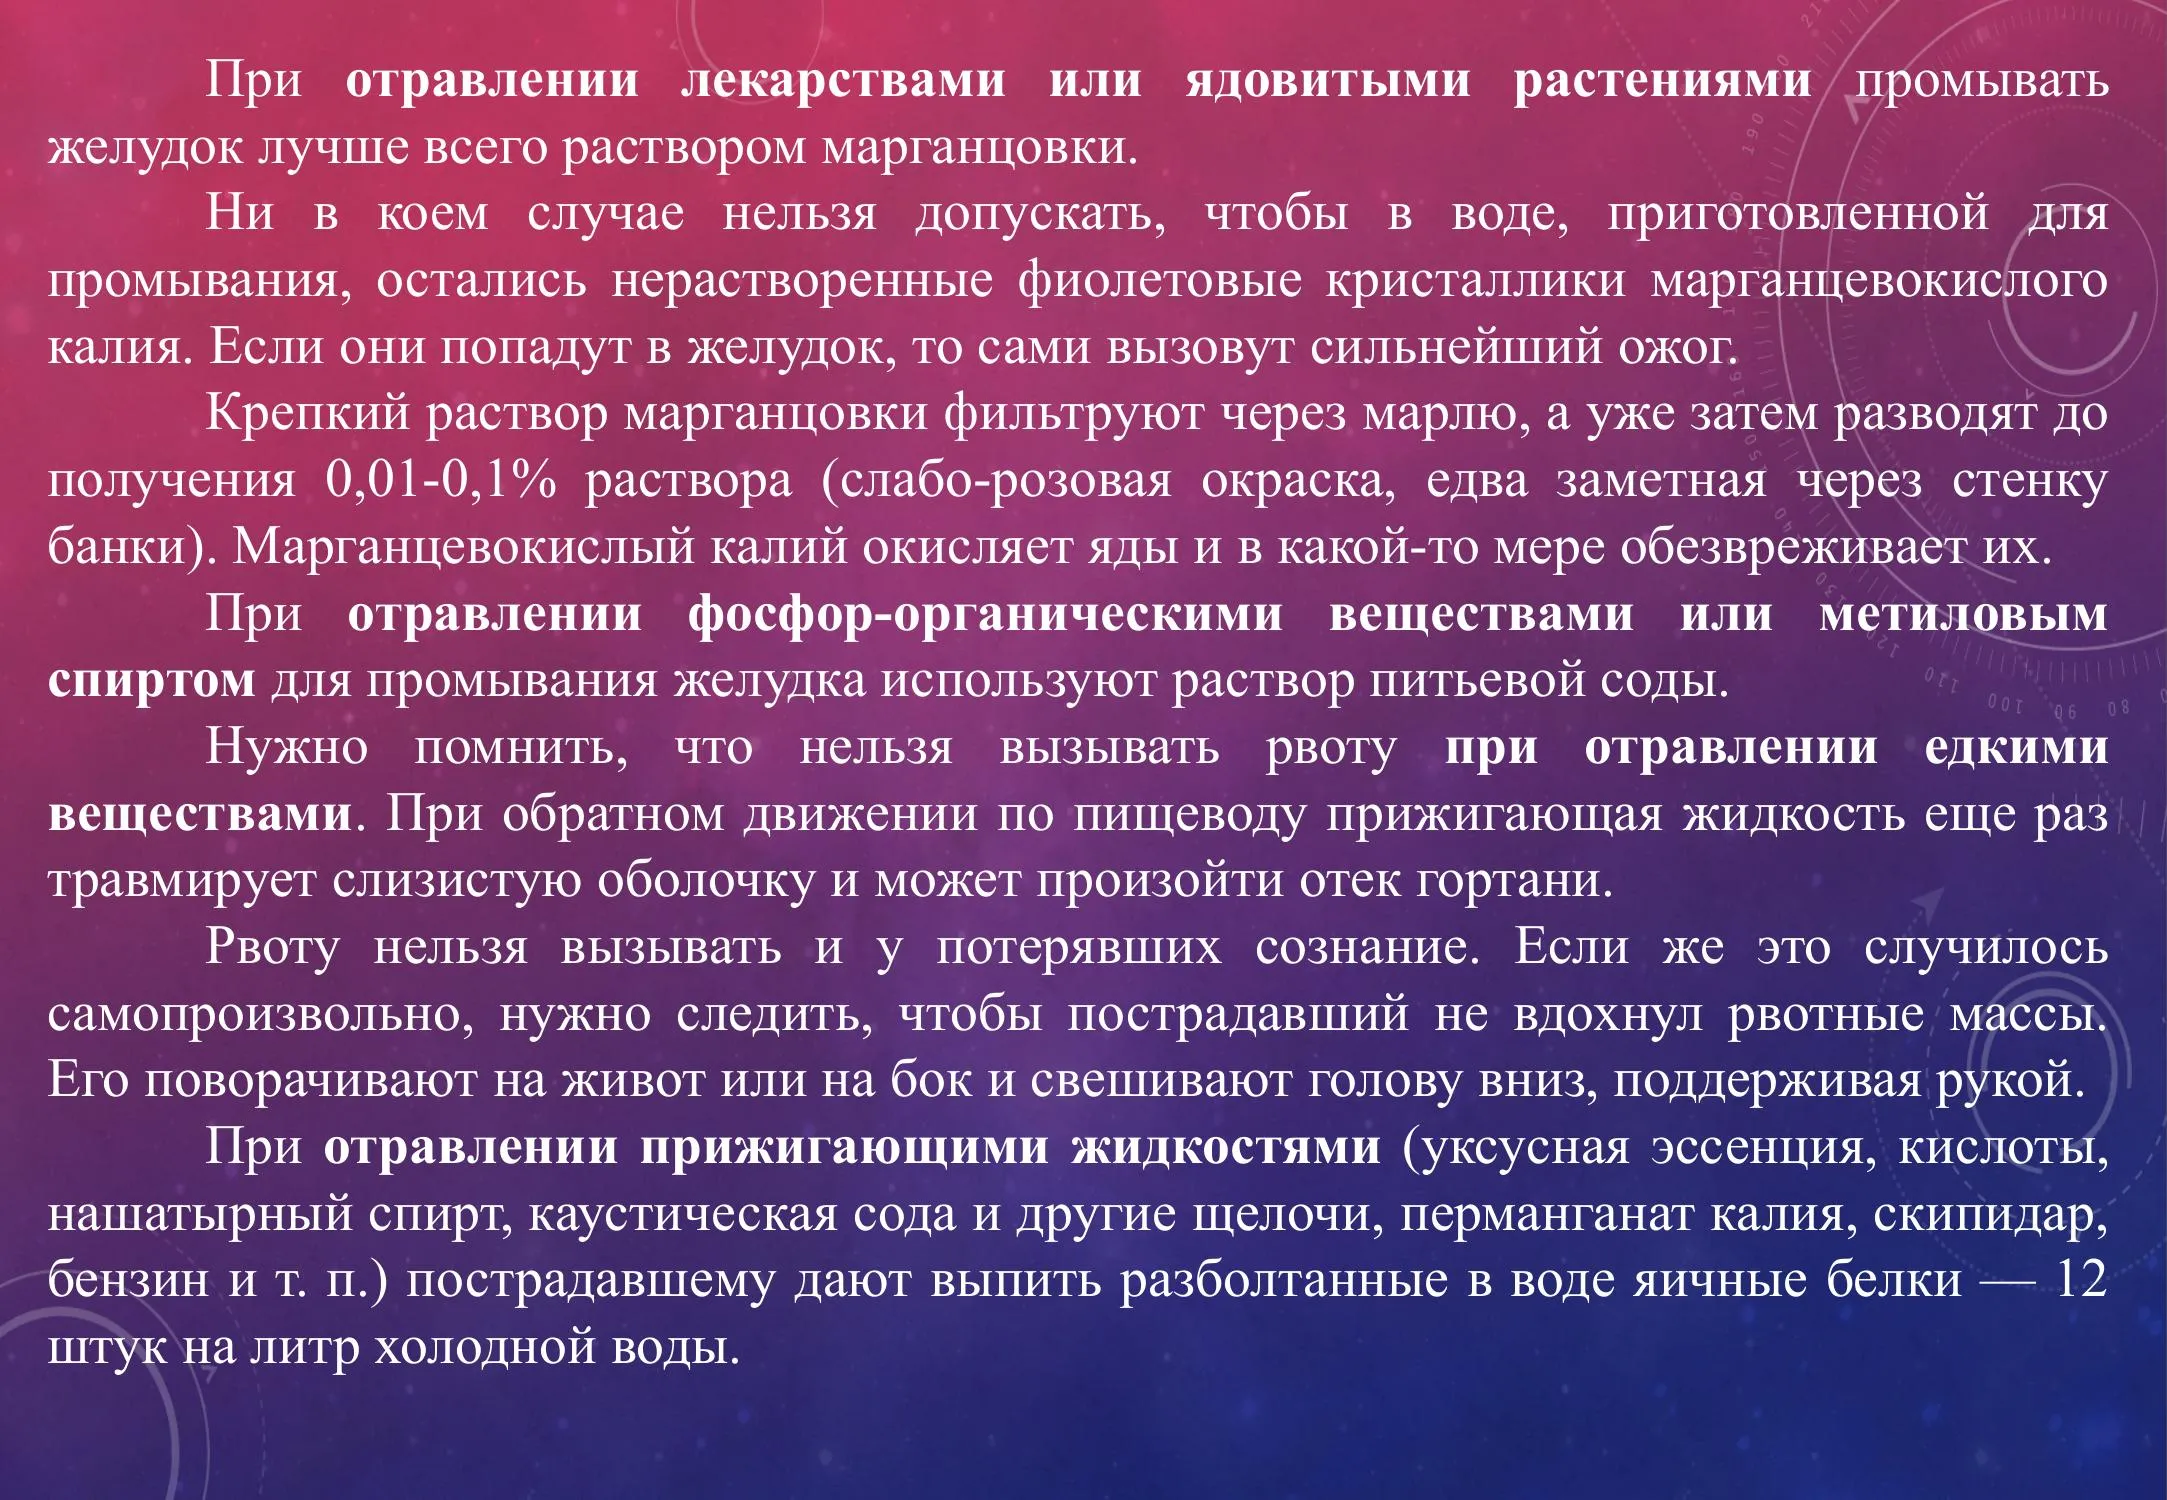 При отравлении лекарствами или ядовитыми растениями промывать
желудок лучше всего раствором марганцовки.
Ни в коем случае нельзя допускать, чтобы в воде, приготовленной для
промывания, остались нерастворенные фиолетовые кристаллики марганцевокислого
калия. Если они попадут в желудок, то сами вызовут сильнейший ожог.
Крепкий раствор марганцовки фильтруют через марлю, а уже затем разводят до
получения 0,01-0,1% раствора (слабо-розовая окраска, едва заметная через стенку
банки). Марганцевокислый калий окисляет яды и в какой-то мере обезвреживает их.
При отравлении фосфор-органическими веществами или метиловым
спиртом для промывания желудка используют раствор питьевой соды.
Нужно помнить, что нельзя вызывать рвоту при отравлении едкими
веществами. При обратном движении по пищеводу прижигающая жидкость еще раз
травмирует слизистую оболочку и может произойти отек гортани.
Рвоту нельзя вызывать и у потерявших сознание. Если же это случилось
самопроизвольно, нужно следить, чтобы пострадавший не вдохнул рвотные массы.
Его поворачивают на живот или на бок и свешивают голову вниз, поддерживая рукой.
При отравлении прижигающими жидкостями (уксусная эссенция, кислоты,
нашатырный спирт, каустическая сода и другие щелочи, перманганат калия, скипидар,
бензин и т. п.) пострадавшему дают выпить разболтанные в воде яичные белки — 12
штук на литр холодной воды.